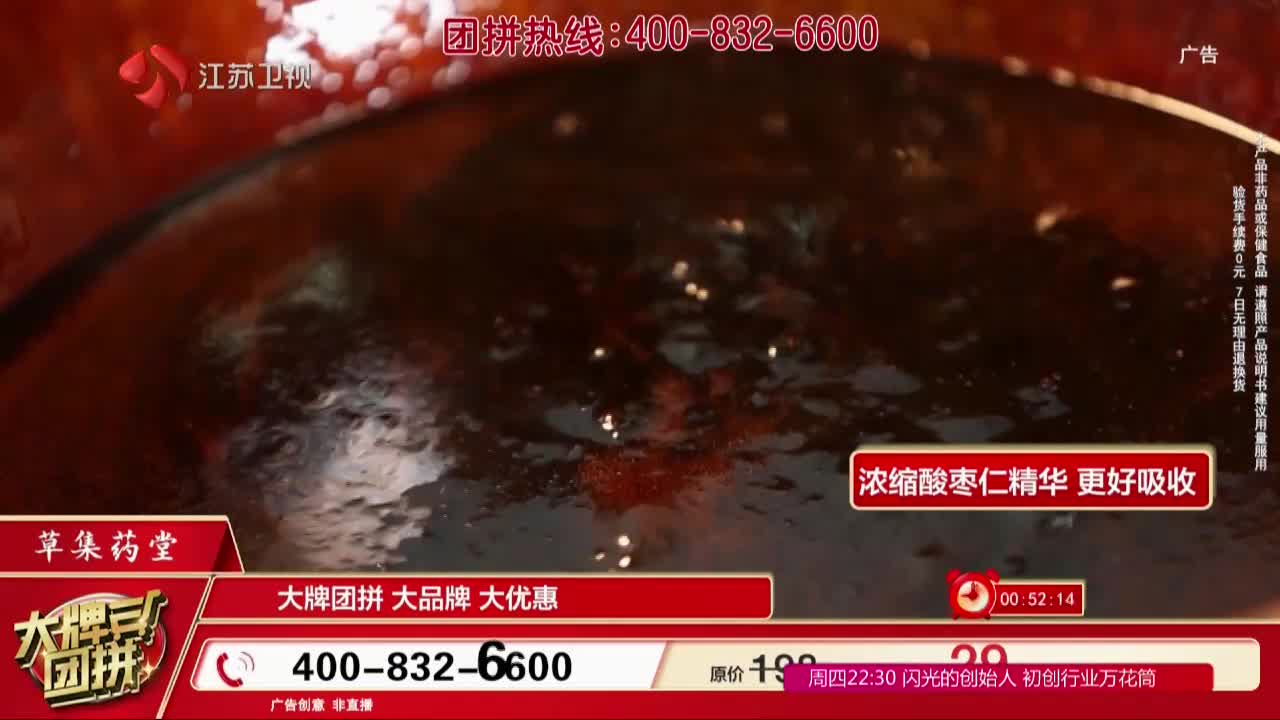 团拼热线:400-832-6600
江苏卫视
广告
本产品非药品或保健食品 请遵照产品说明书建议用量服用
验货手续费0元 7日无理由退换货
浓缩酸枣仁精华 更好吸收
草集药堂
大牌团拼 大品牌 大优惠
00:52:14
大牌来了!
团拼
400-832-6600
原价
周四22:30 闪光的创始人 初创行业万花筒
广告创意 非直播